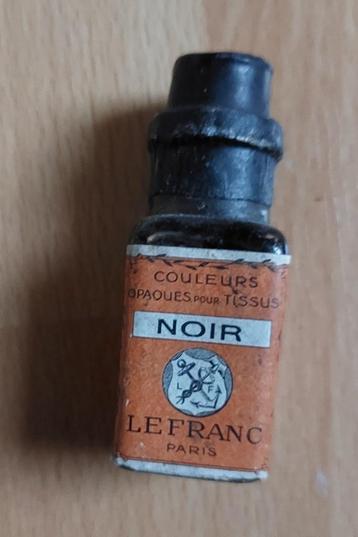 COULEURS
OPAQUES POUR TISSUS
NOIR
L F
LEFRANC
PARIS